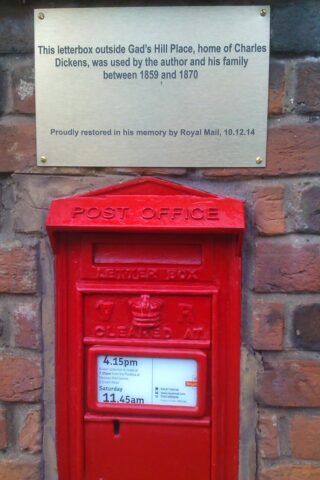 This letterbox outside Gad's Hill Place, home of Charles
Dickens, was used by the author and his family
between 1859 and 1870
Proudly restored in his memory by Royal Mail, 10.12.14
POST OFFICE
LETTER BOX
V R
CLEARED AT
4.15pm
Saturday
11.45am